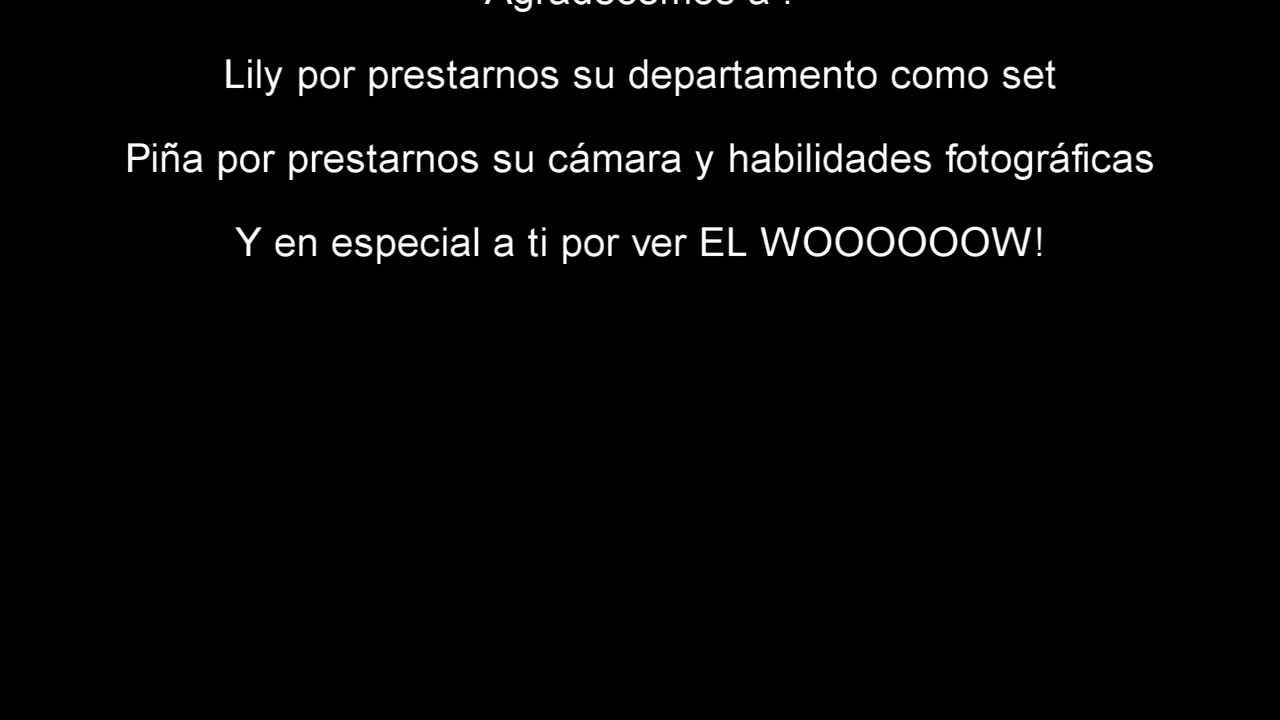 Agradecemos a :
Lily por prestarnos su departamento como set
Piña por prestarnos su cámara y habilidades fotográficas
Y en especial a ti por ver EL WOOOOOOW!